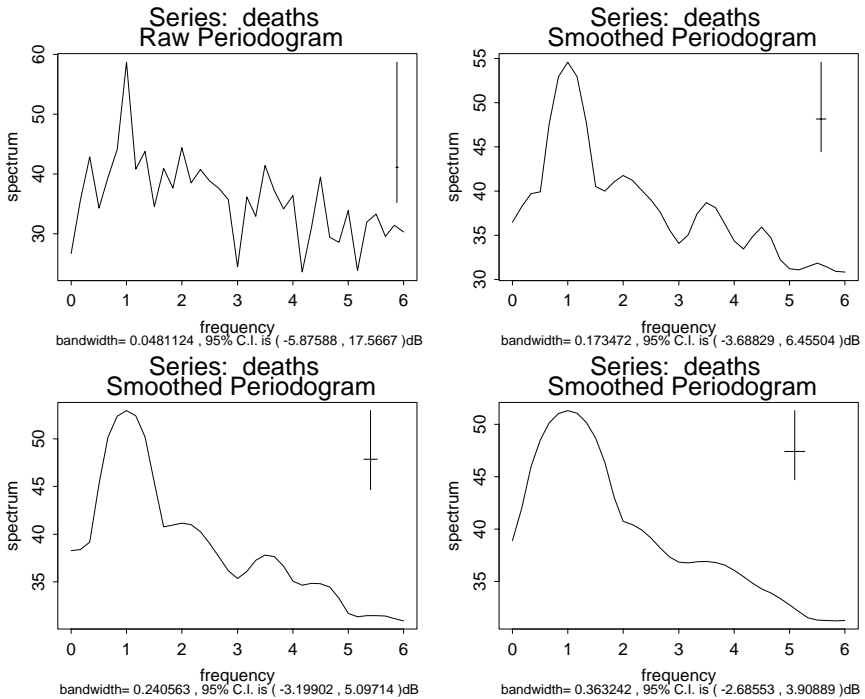 Series: deaths
Raw Periodogram
60
50
40
30
spectrum
0 1 2 3 4 5 6
frequency
bandwidth= 0.0481124 , 95% C.I. is ( -5.87588 , 17.5667 )dB
Series: deaths
Smoothed Periodogram
55
50
45
40
35
30
spectrum
0 1 2 3 4 5 6
frequency
bandwidth= 0.173472 , 95% C.I. is ( -3.68829 , 6.45504 )dB
Series: deaths
Smoothed Periodogram
50
45
40
35
spectrum
0 1 2 3 4 5 6
frequency
bandwidth= 0.240563 , 95% C.I. is ( -3.19902 , 5.09714 )dB
Series: deaths
Smoothed Periodogram
50
45
40
35
spectrum
0 1 2 3 4 5 6
frequency
bandwidth= 0.363242 , 95% C.I. is ( -2.68553 , 3.90889 )dB